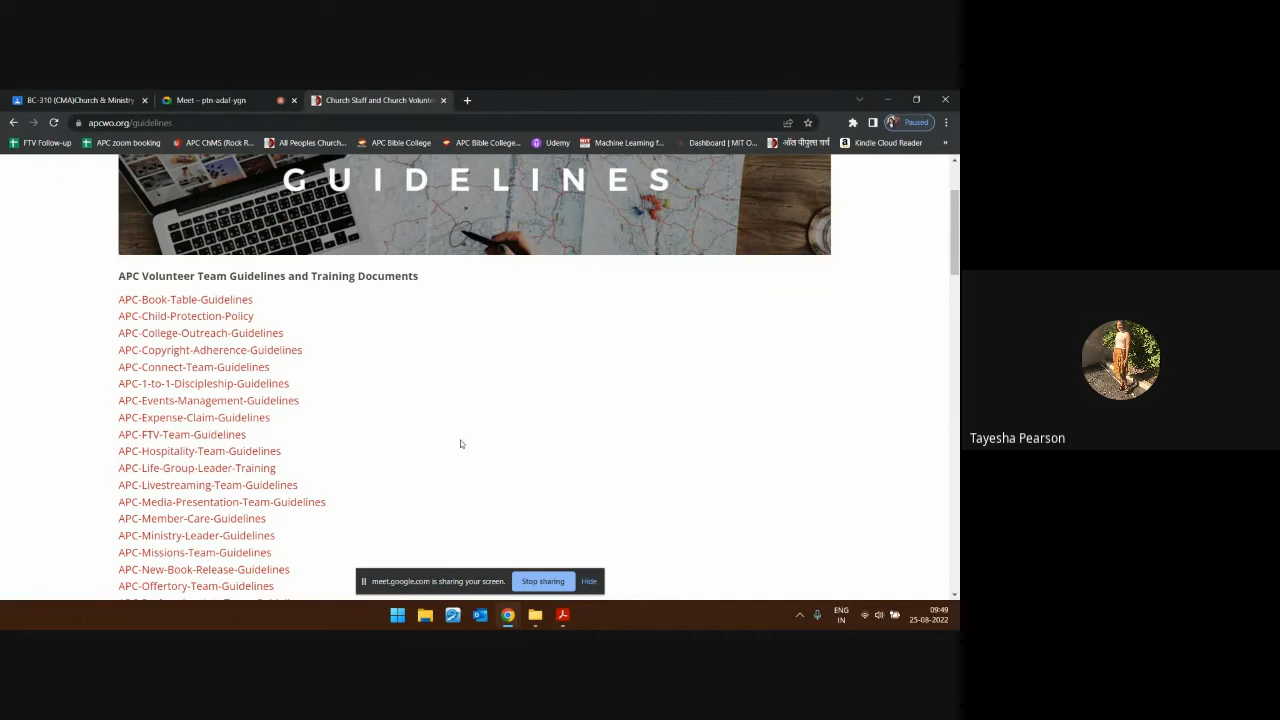 BC-310 (CMA)Church & Ministry
Meet – ptn-adaf-ygn
Church Staff and Church Volunte
apcwo.org/guidelines
Paused
FTV Follow-up
APC zoom booking
APC ChMS (Rock R...
All Peoples Church...
APC Bible College
APC Bible College...
Udemy
Machine Learning f...
Dashboard | MIT O...
ऑल पीपुल्स चर्च
Kindle Cloud Reader
»
GUIDELINES
APC Volunteer Team Guidelines and Training Documents
APC-Book-Table-Guidelines
APC-Child-Protection-Policy
APC-College-Outreach-Guidelines
APC-Copyright-Adherence-Guidelines
APC-Connect-Team-Guidelines
APC-1-to-1-Discipleship-Guidelines
APC-Events-Management-Guidelines
APC-Expense-Claim-Guidelines
APC-FTV-Team-Guidelines
APC-Hospitality-Team-Guidelines
APC-Life-Group-Leader-Training
APC-Livestreaming-Team-Guidelines
APC-Media-Presentation-Team-Guidelines
APC-Member-Care-Guidelines
APC-Ministry-Leader-Guidelines
APC-Missions-Team-Guidelines
APC-New-Book-Release-Guidelines
APC-Offertory-Team-Guidelines
meet.google.com is sharing your screen.
Stop sharing
Hide
ENG
IN
09:49
25-08-2022
Tayesha Pearson